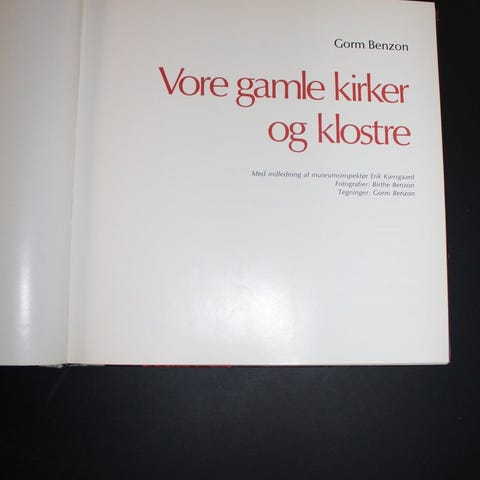 Gorm Benzon
Vore gamle kirker
og klostre
Med indledning af museumsinspektør Erik Kjersgaard
Fotografier: Birthe Benzon
Tegninger: Gorm Benzon